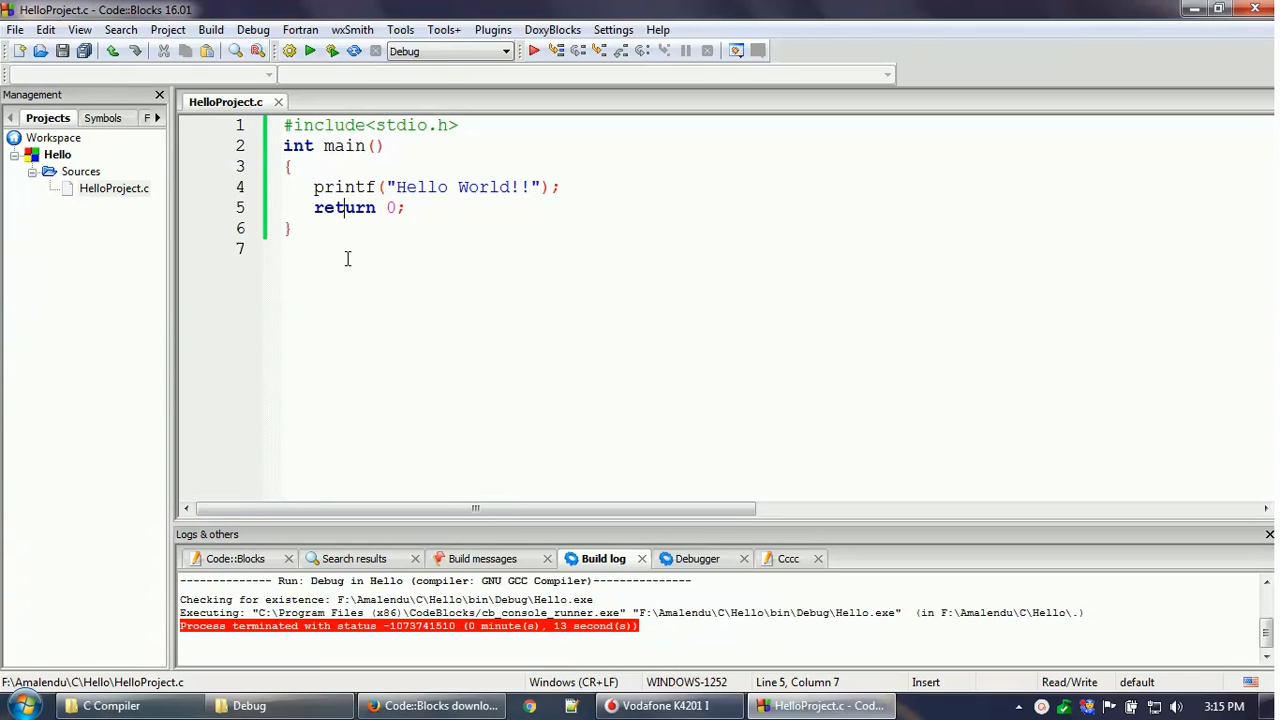 HelloProject.c - Code::Blocks 16.01
File Edit View Search Project Build Debug Fortran wxSmith Tools Tools+ Plugins DoxyBlocks Settings Help
Debug
Management
HelloProject.c
Projects Symbols F
Workspace
Hello
Sources
HelloProject.c
1 #include<stdio.h>
2 int main()
3 {
4 printf("Hello World!!");
5 return 0;
6 }
7
Logs & others
Code::Blocks Search results Build messages Build log Debugger Cccc
-------------- Run: Debug in Hello (compiler: GNU GCC Compiler)---------------
Checking for existence: F:\Amalendu\C\Hello\bin\Debug\Hello.exe
Executing: "C:\Program Files (x86)\CodeBlocks/cb_console_runner.exe" "F:\Amalendu\C\Hello\bin\Debug\Hello.exe"  (in F:\Amalendu\C\Hello\.)
Process terminated with status -1073741510 (0 minute(s), 13 second(s))
F:\Amalendu\C\Hello\HelloProject.c Windows (CR+LF) WINDOWS-1252 Line 5, Column 7 Insert Read/Write default
C Compiler Debug Code::Blocks downlo... Vodafone K4201 I HelloProject.c - Cod... 3:15 PM